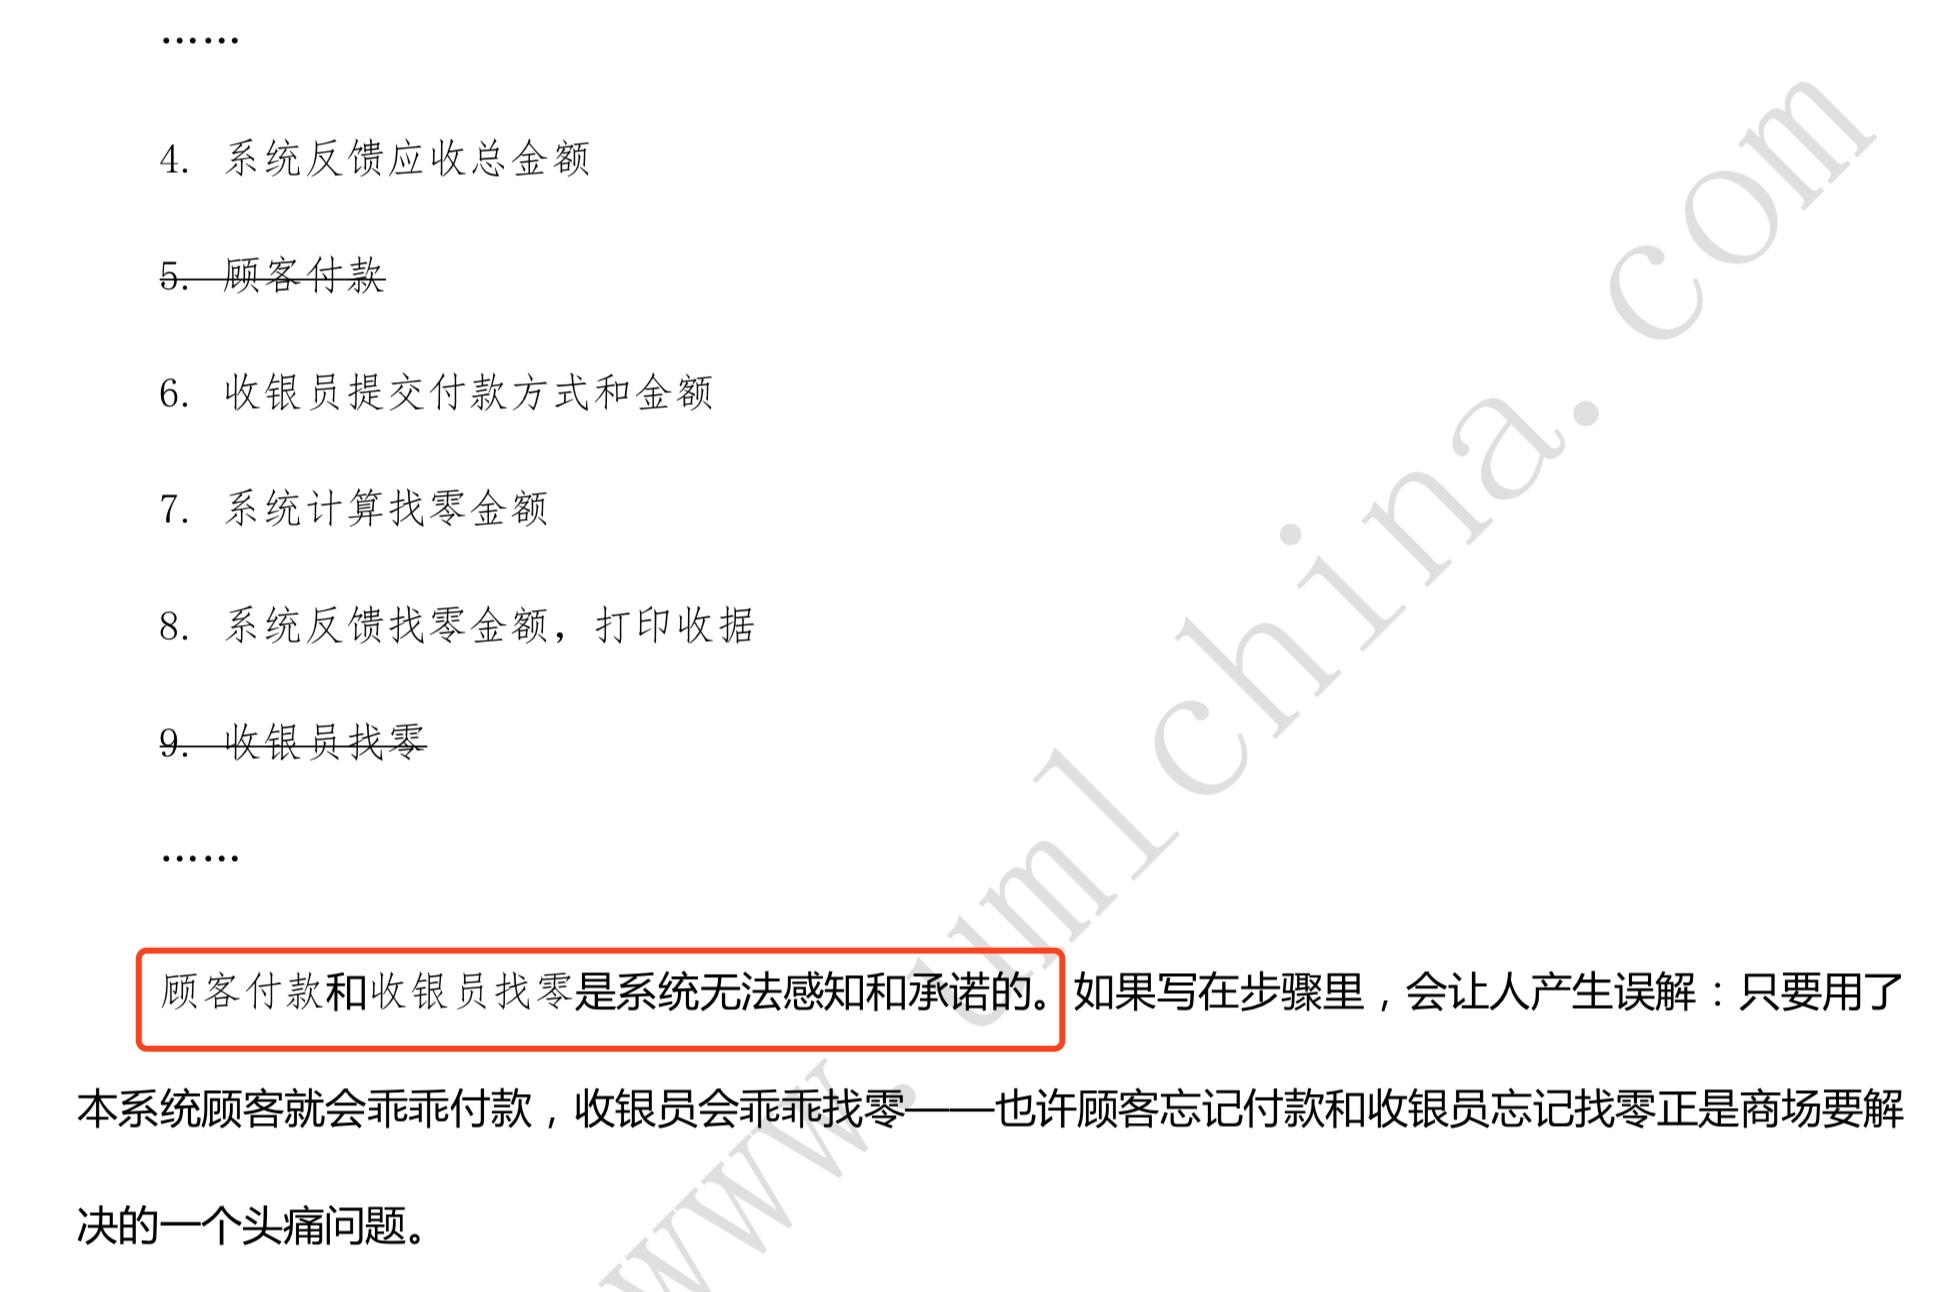 ……
4. 系统反馈应收总金额
5. 顾客付款
6. 收银员提交付款方式和金额
7. 系统计算找零金额
8. 系统反馈找零金额，打印收据
9. 收银员找零
……
顾客付款和收银员找零是系统无法感知和承诺的。如果写在步骤里，会让人产生误解：只要用了
本系统顾客就会乖乖付款，收银员会乖乖找零——也许顾客忘记付款和收银员忘记找零正是商场要解
决的一个头痛问题。
www.umlchina.com